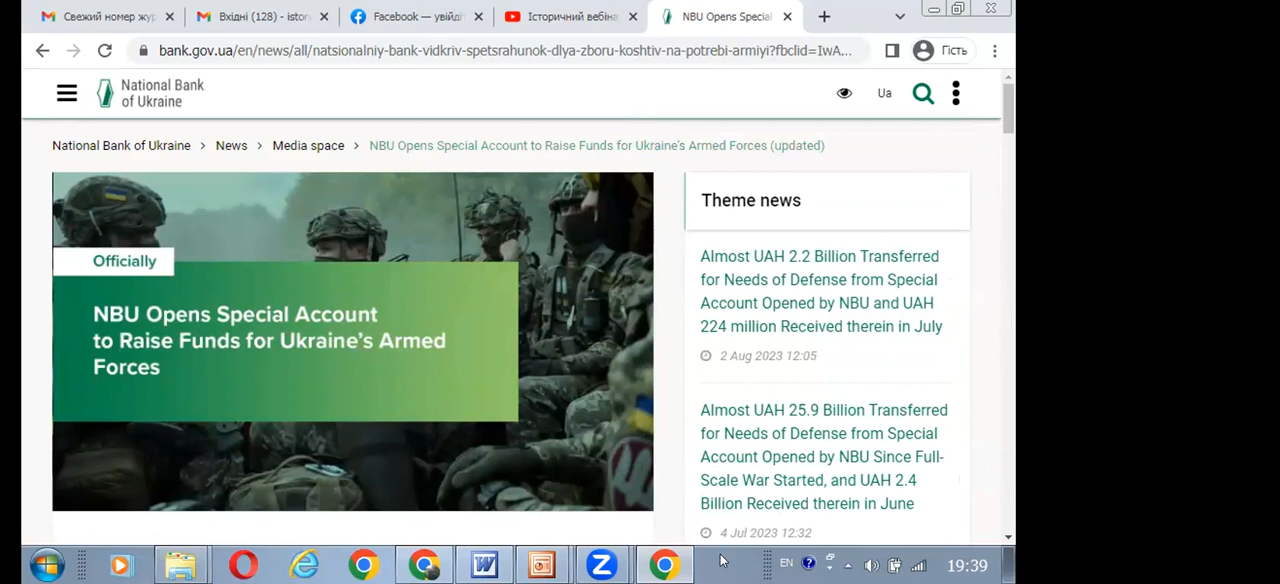 Свежий номер жур
Вхідні (128) - istor
Facebook — увійді
Історичний вебіна
NBU Opens Special
bank.gov.ua/en/news/all/natsionalniy-bank-vidkriv-spetsrahunok-dlya-zboru-koshtiv-na-potrebi-armiyi?fbclid=IwA...
Гість
National Bank
of Ukraine
Ua
National Bank of Ukraine > News > Media space > NBU Opens Special Account to Raise Funds for Ukraine's Armed Forces (updated)
Officially
NBU Opens Special Account
to Raise Funds for Ukraine's Armed
Forces
Theme news
Almost UAH 2.2 Billion Transferred
for Needs of Defense from Special
Account Opened by NBU and UAH
224 million Received therein in July
2 Aug 2023 12:05
Almost UAH 25.9 Billion Transferred
for Needs of Defense from Special
Account Opened by NBU Since Full-
Scale War Started, and UAH 2.4
Billion Received therein in June
4 Jul 2023 12:32
EN
19:39